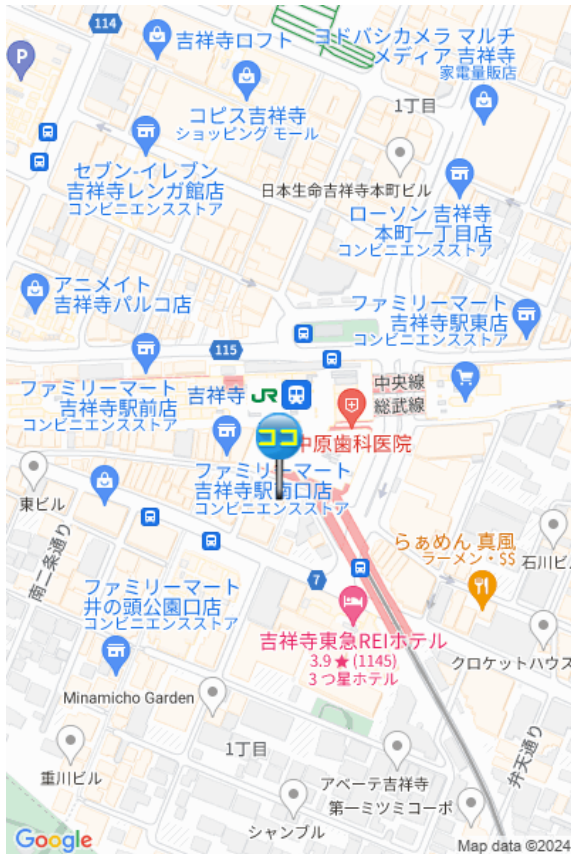 114
吉祥寺ロフト
ヨドバシカメラ マルチ
メディア 吉祥寺
家電量販店
P
コピス吉祥寺
ショッピング モール
1丁目
セブン-イレブン
吉祥寺レンガ館店
コンビニエンスストア
日本生命吉祥寺本町ビル
ローソン 吉祥寺
本町一丁目店
コンビニエンスストア
アニメイト
吉祥寺パルコ店
ファミリーマート
吉祥寺駅東店
コンビニエンスストア
115
ファミリーマート
吉祥寺駅前店
コンビニエンスストア
吉祥寺
JR
中央線
総武線
ココ
中原歯科医院
ファミリーマート
吉祥寺駅南口店
コンビニエンスストア
東ビル
南二条通り
らぁめん 真風
ラーメン・SS
石川ビ
7
ファミリーマート
井の頭公園口店
コンビニエンスストア
吉祥寺東急REIホテル
3.9 ★ (1145)
3 つ星ホテル
クロケットハウス
Minamicho Garden
1丁目
重川ビル
アベーテ吉祥寺
弁天通り
第一ミツミコーポ
シャンブル
Google
Map data ©2024